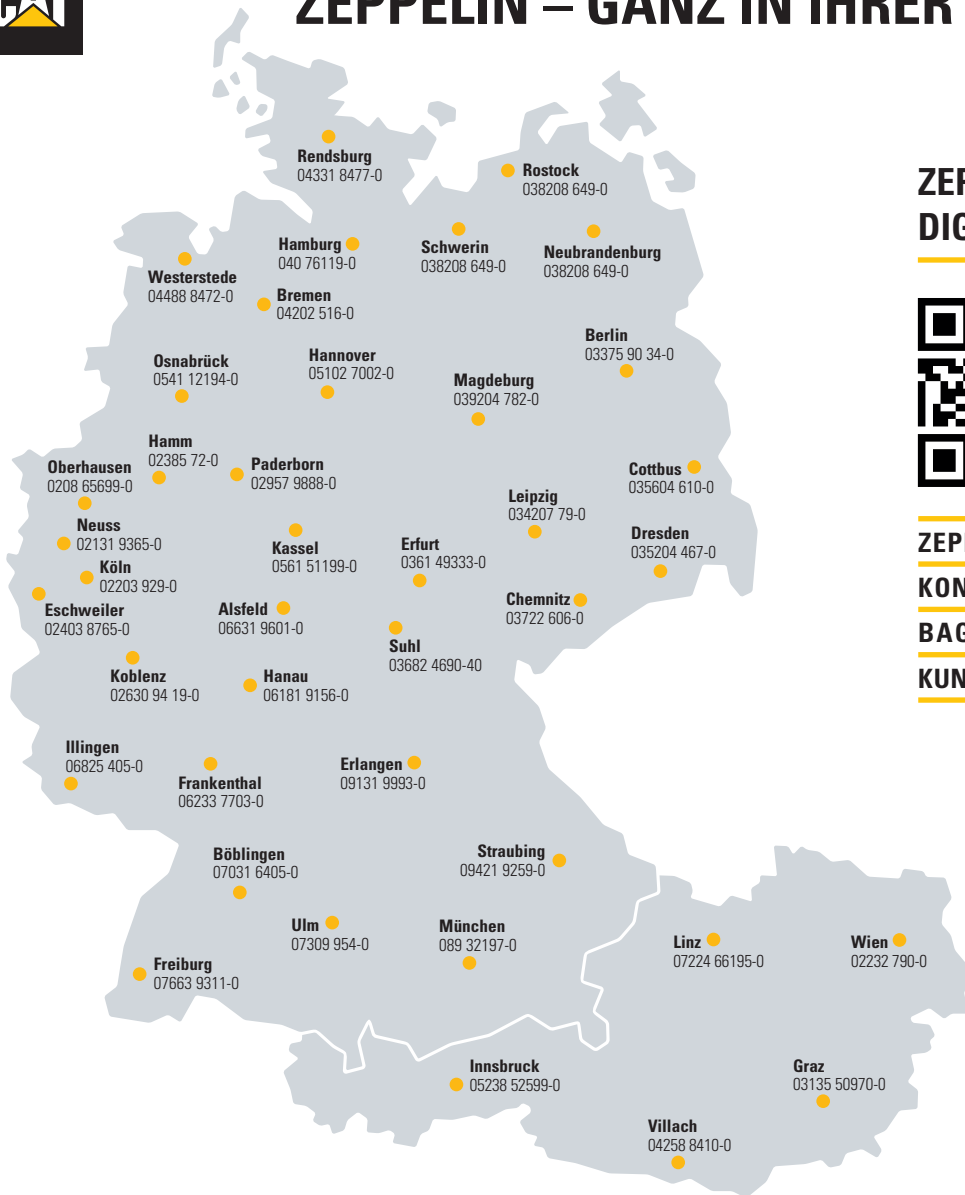 ZEPPELIN – GANZ IN IHRER
Rendsburg
04331 8477-0
Rostock
038208 649-0
Hamburg
040 76119-0
Schwerin
038208 649-0
Neubrandenburg
038208 649-0
Westerstede
04488 8472-0
Bremen
04202 516-0
Berlin
03375 90 34-0
Osnabrück
0541 12194-0
Hannover
05102 7002-0
Magdeburg
039204 782-0
Hamm
02385 72-0
Oberhausen
0208 65699-0
Paderborn
02957 9888-0
Cottbus
035604 610-0
Leipzig
034207 79-0
Neuss
02131 9365-0
Kassel
0561 51199-0
Erfurt
0361 49333-0
Dresden
035204 467-0
Köln
02203 929-0
Eschweiler
02403 8765-0
Alsfeld
06631 9601-0
Chemnitz
03722 606-0
Suhl
03682 4690-40
Koblenz
02630 94 19-0
Hanau
06181 9156-0
Illingen
06825 405-0
Frankenthal
06233 7703-0
Erlangen
09131 9993-0
Böblingen
07031 6405-0
Straubing
09421 9259-0
Ulm
07309 954-0
München
089 32197-0
Freiburg
07663 9311-0
Linz
07224 66195-0
Wien
02232 790-0
Innsbruck
05238 52599-0
Graz
03135 50970-0
Villach
04258 8410-0
ZEP
DIG
ZEP
KON
BAG
KUN